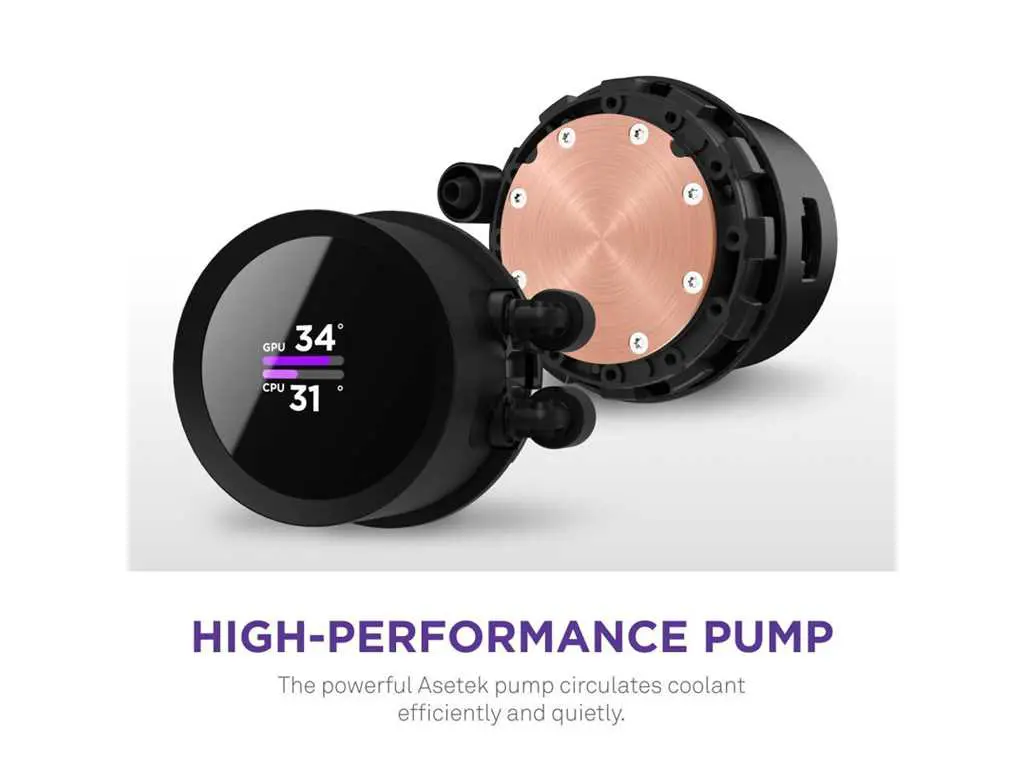 GPU 34°
CPU 31°
HIGH-PERFORMANCE PUMP
The powerful Asetek pump circulates coolant
efficiently and quietly.